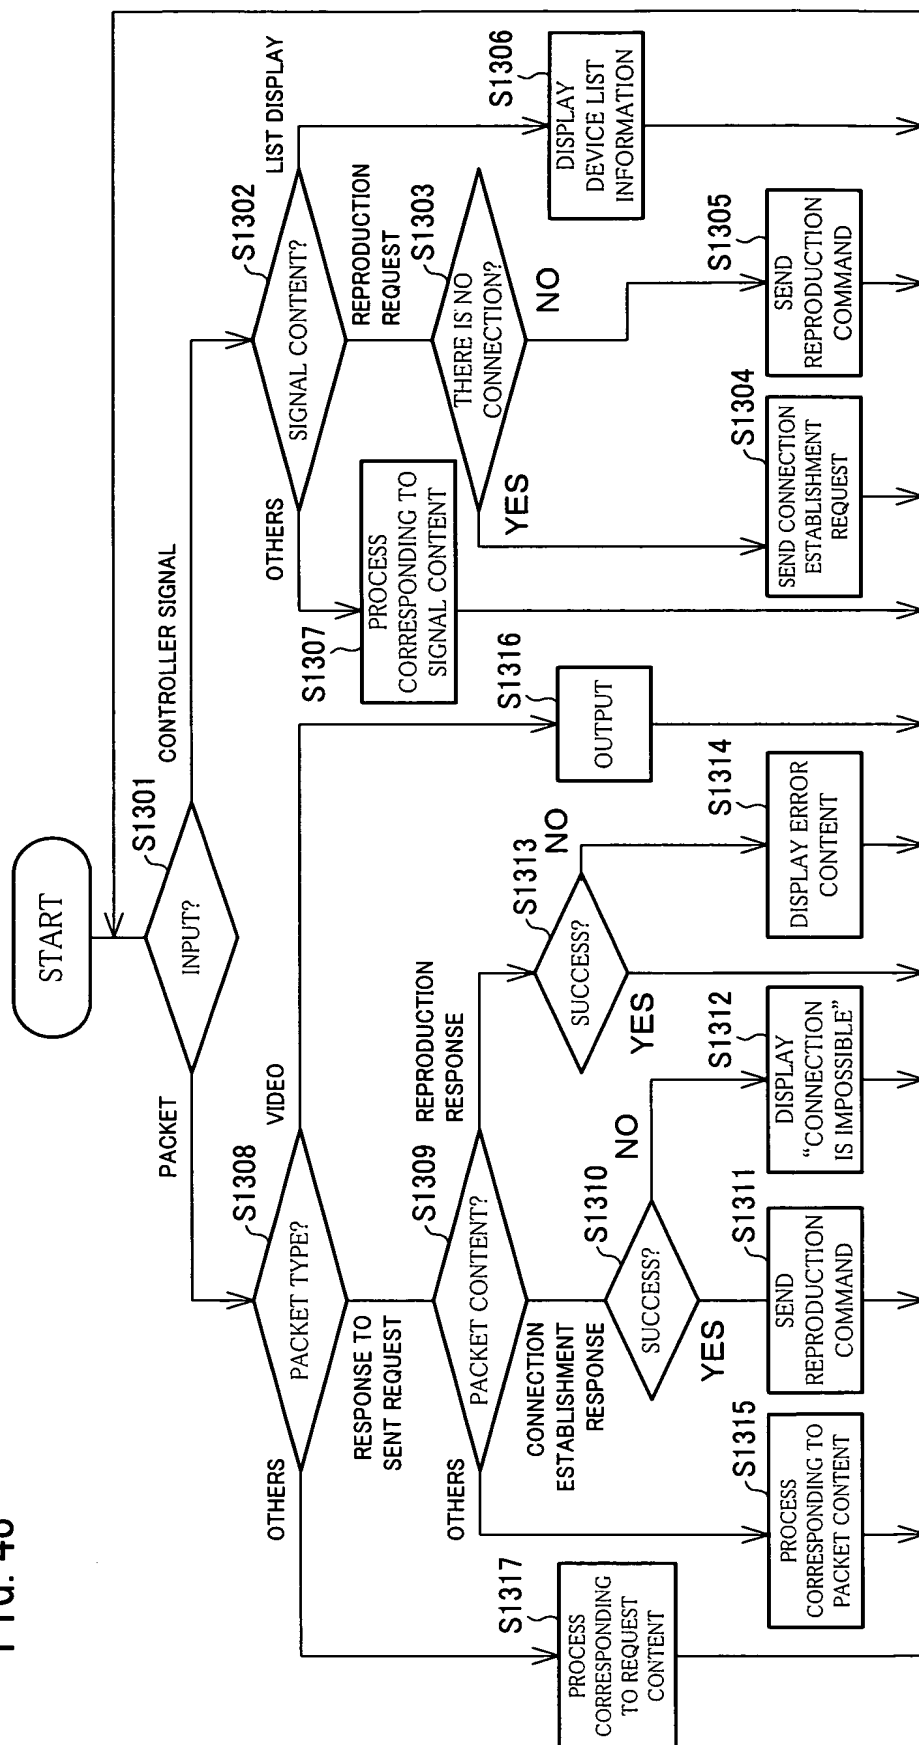 START
S1301
INPUT?
PACKET
CONTROLLER SIGNAL
S1302
SIGNAL CONTENT?
LIST DISPLAY
OTHERS
REPRODUCTION
REQUEST
S1303
THERE IS NO
CONNECTION?
YES
NO
S1304
SEND CONNECTION
ESTABLISHMENT
REQUEST
S1305
SEND
REPRODUCTION
COMMAND
S1306
DISPLAY
DEVICE LIST
INFORMATION
S1307
PROCESS
CORRESPONDING TO
SIGNAL CONTENT
S1308
PACKET TYPE?
VIDEO
OTHERS
RESPONSE TO
SENT REQUEST
S1309
PACKET CONTENT?
REPRODUCTION
RESPONSE
OTHERS
CONNECTION
ESTABLISHMENT
RESPONSE
S1310
SUCCESS?
YES
NO
S1311
SEND
REPRODUCTION
COMMAND
S1312
DISPLAY
“CONNECTION
IS IMPOSSIBLE”
S1313
SUCCESS?
YES
NO
S1314
DISPLAY ERROR
CONTENT
S1315
PROCESS
CORRESPONDING TO
PACKET CONTENT
S1316
OUTPUT
S1317
PROCESS
CORRESPONDING
TO REQUEST
CONTENT